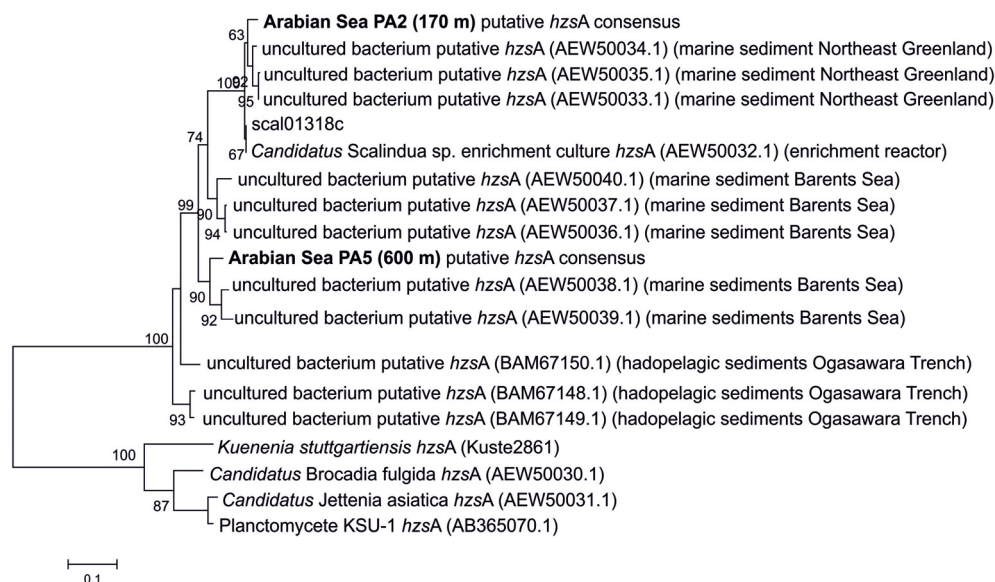 Arabian Sea PA2 (170 m) putative hzsA consensus
63
uncultured bacterium putative hzsA (AEW50034.1) (marine sediment Northeast Greenland)
uncultured bacterium putative hzsA (AEW50035.1) (marine sediment Northeast Greenland)
100
92
95
uncultured bacterium putative hzsA (AEW50033.1) (marine sediment Northeast Greenland)
scal01318c
74
67
Candidatus Scalindua sp. enrichment culture hzsA (AEW50032.1) (enrichment reactor)
uncultured bacterium putative hzsA (AEW50040.1) (marine sediment Barents Sea)
99
uncultured bacterium putative hzsA (AEW50037.1) (marine sediment Barents Sea)
90
94
uncultured bacterium putative hzsA (AEW50036.1) (marine sediment Barents Sea)
Arabian Sea PA5 (600 m) putative hzsA consensus
uncultured bacterium putative hzsA (AEW50038.1) (marine sediments Barents Sea)
90
92
uncultured bacterium putative hzsA (AEW50039.1) (marine sediments Barents Sea)
100
uncultured bacterium putative hzsA (BAM67150.1) (hadopelagic sediments Ogasawara Trench)
uncultured bacterium putative hzsA (BAM67148.1) (hadopelagic sediments Ogasawara Trench)
93
uncultured bacterium putative hzsA (BAM67149.1) (hadopelagic sediments Ogasawara Trench)
Kuenenia stuttgartiensis hzsA (Kuste2861)
100
Candidatus Brocadia fulgida hzsA (AEW50030.1)
Candidatus Jettenia asiatica hzsA (AEW50031.1)
87
Planctomycete KSU-1 hzsA (AB365070.1)
0.1